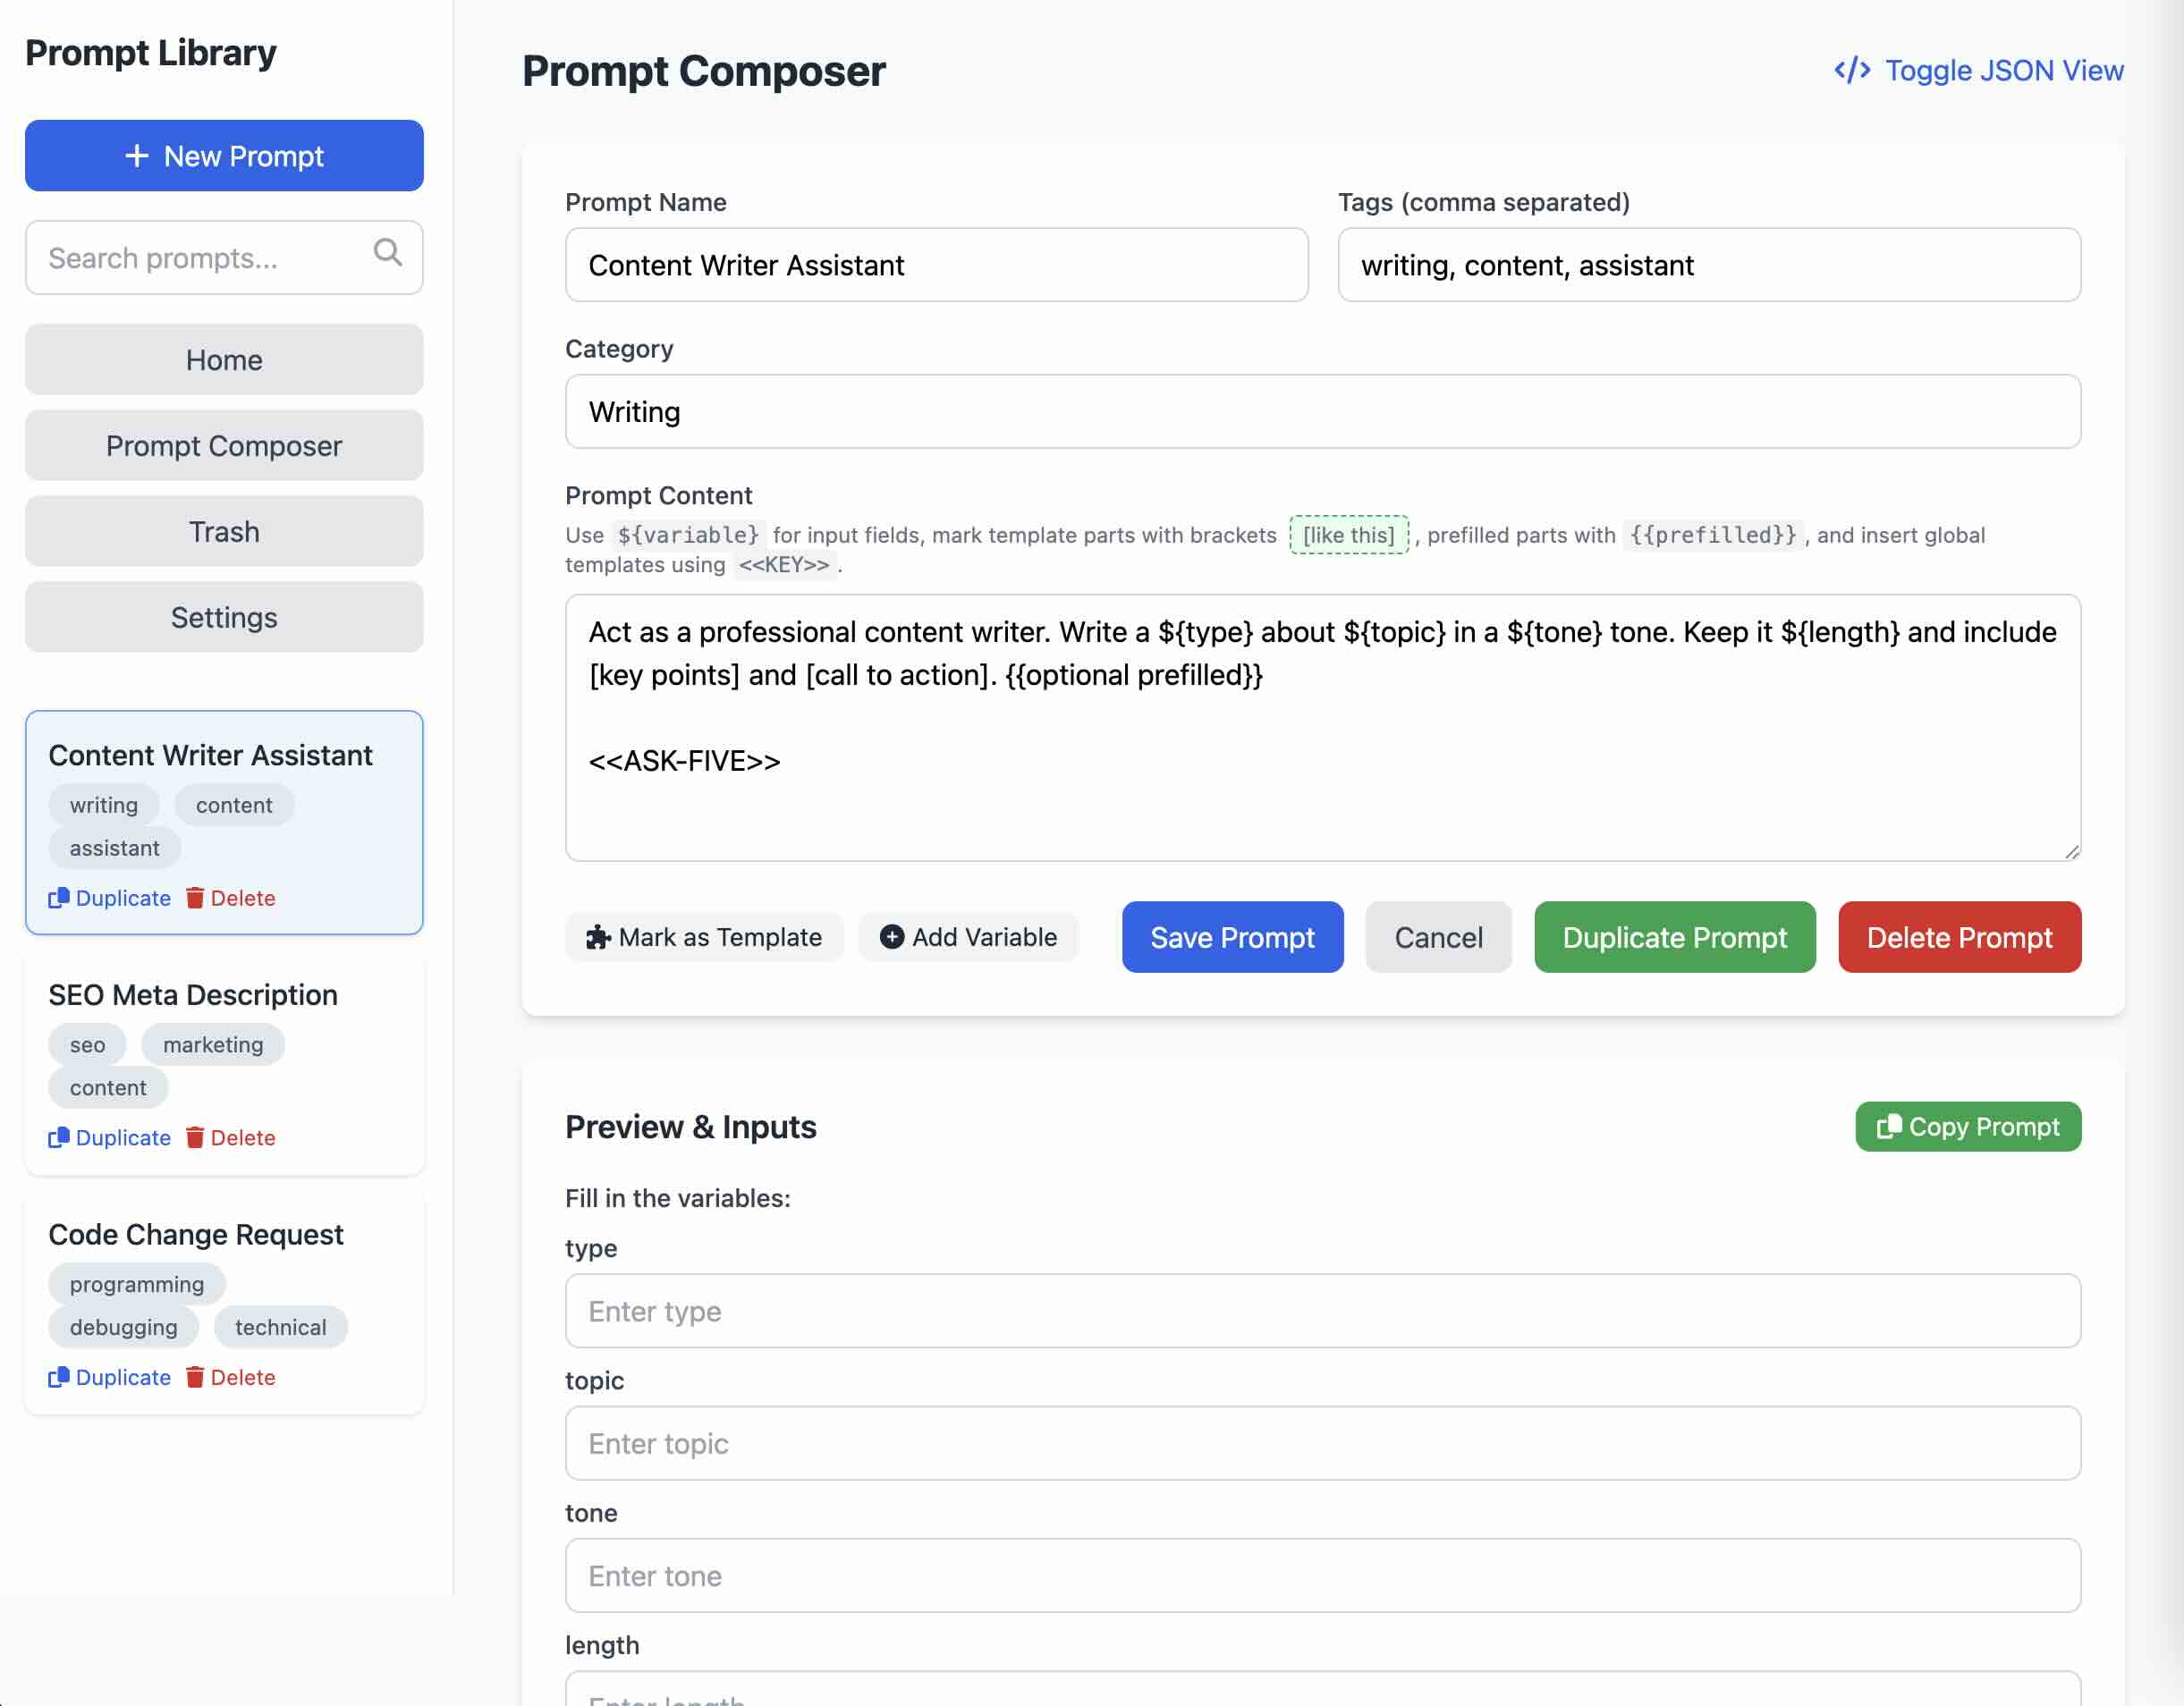 Prompt Library
+ New Prompt
Search prompts...
Home
Prompt Composer
Trash
Settings
Content Writer Assistant
writing content
assistant
Duplicate Delete
SEO Meta Description
seo marketing
content
Duplicate Delete
Code Change Request
programming
debugging technical
Duplicate Delete
Prompt Composer
</> Toggle JSON View
Prompt Name
Content Writer Assistant
Tags (comma separated)
writing, content, assistant
Category
Writing
Prompt Content
Use ${variable} for input fields, mark template parts with brackets [like this] , prefilled parts with {{prefilled}} , and insert global
templates using <<KEY>> .
Act as a professional content writer. Write a ${type} about ${topic} in a ${tone} tone. Keep it ${length} and include
[key points] and [call to action]. {{optional prefilled}}
<<ASK-FIVE>>
Mark as Template Add Variable Save Prompt Cancel Duplicate Prompt Delete Prompt
Preview & Inputs
Copy Prompt
Fill in the variables:
type
Enter type
topic
Enter topic
tone
Enter tone
length
Enter length